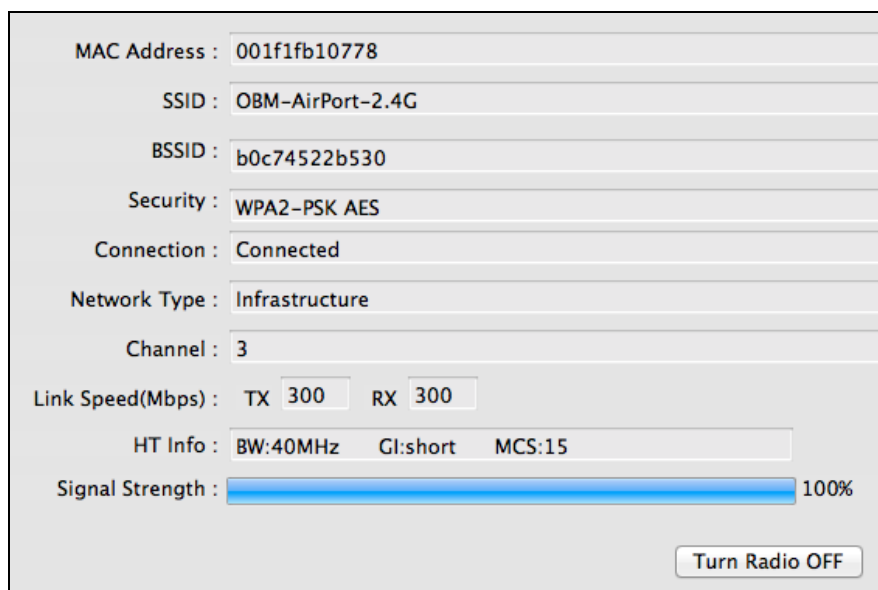 MAC Address : 001f1fb10778
SSID : OBM-AirPort-2.4G
BSSID : b0c74522b530
Security : WPA2-PSK AES
Connection : Connected
Network Type : Infrastructure
Channel : 3
Link Speed(Mbps) : TX 300 RX 300
HT Info : BW:40MHz GI:short MCS:15
Signal Strength : 100%
Turn Radio OFF